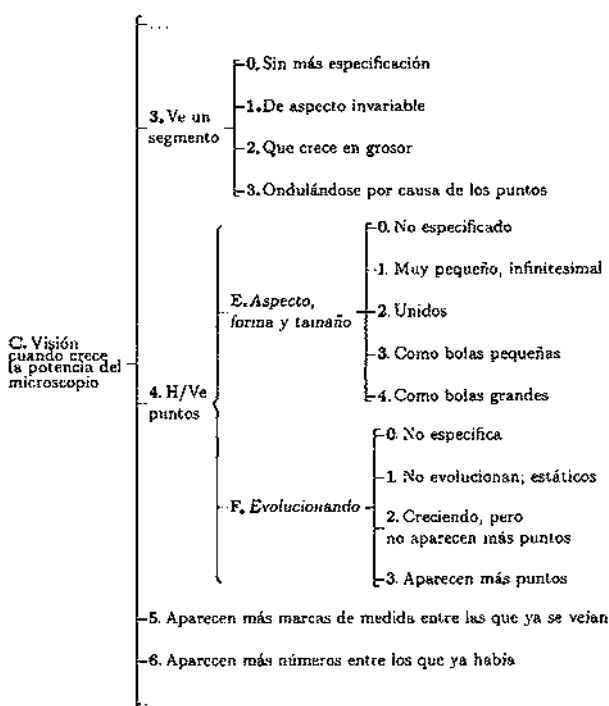 ...
0. Sin más especificación
3. Ve un
segmento
1. De aspecto invariable
2. Que crece en grosor
3. Ondulándose por causa de los puntos
C. Visión
cuando crece
la potencia del
microscopio
4. H/Ve
puntos
E. Aspecto,
forma y tamaño
0. No especificado
1. Muy pequeño, infinitesimal
2. Unidos
3. Como bolas pequeñas
4. Como bolas grandes
F. Evolucionando
0. No especifica
1 No evolucionan; estáticos
2. Creciendo, pero
no aparecen más puntos
3. Aparecen más puntos
5. Aparecen más marcas de medida entre las que ya se veían
6. Aparecen más números entre los que ya había
..